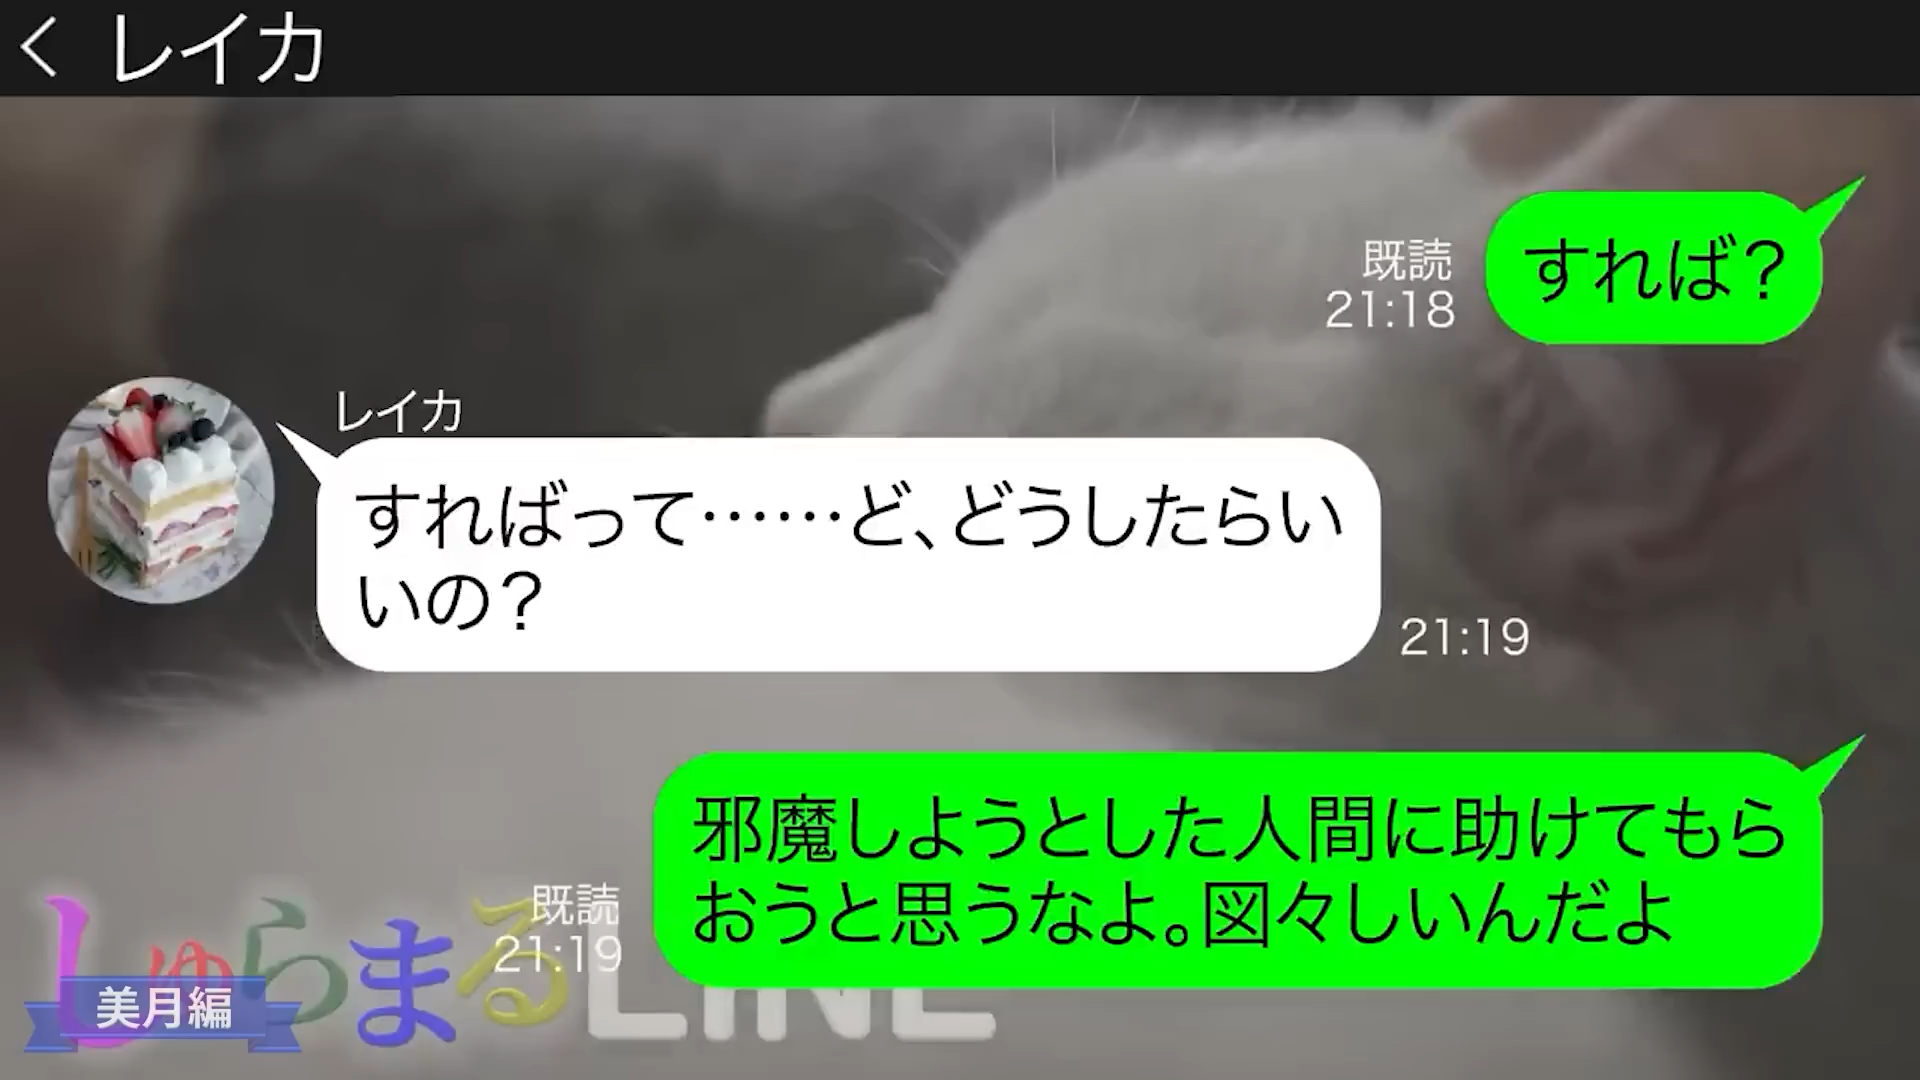 レイカ
すれば？
既読
21:18
レイカ
すればって……ど、どうしたらい
いの？
21:19
邪魔しようとした人間に助けてもら
おうと思うなよ。図々しいんだよ
既読
21:19
しゅらまるLINE
美月編